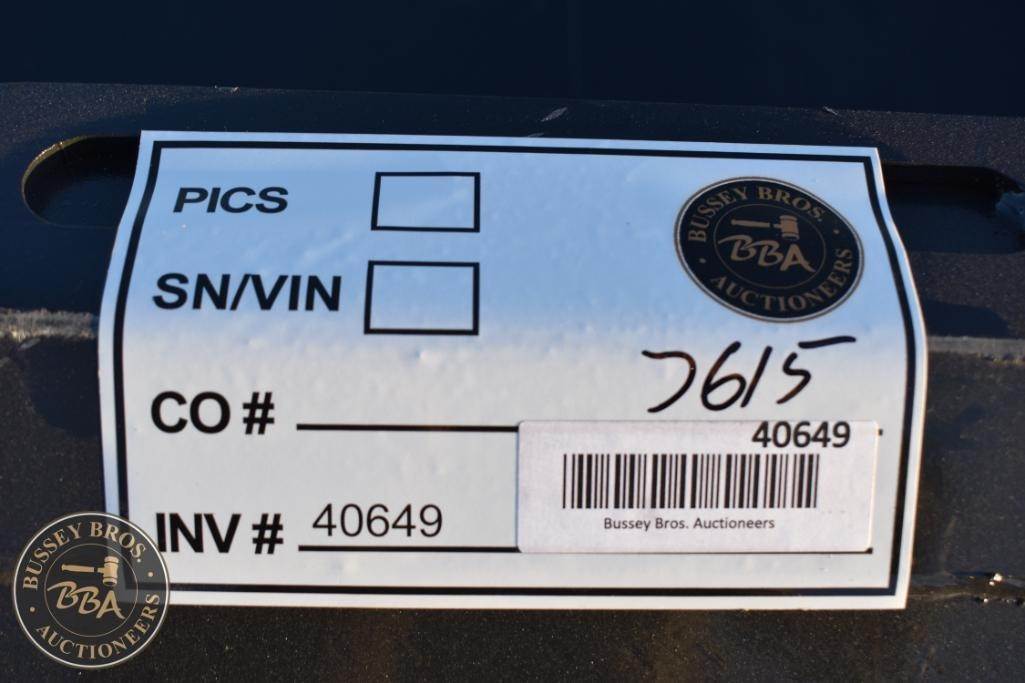 PICS
BUSSEY BROS.
BBA
AUCTIONEERS
SN/VIN
7615
CO #
40649
Bussey Bros. Auctioneers
INV # 40649
BUSSEY BROS.
BBA
AUCTIONEERS